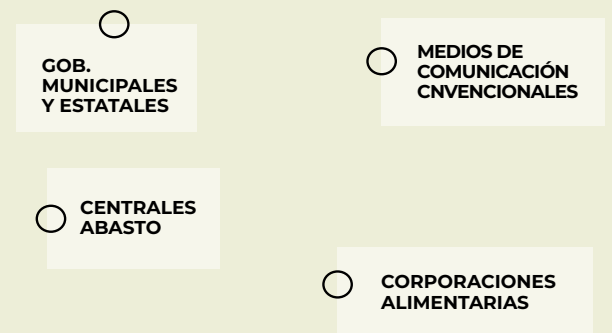 GOB.
MUNICIPALES
Y ESTATALES
MEDIOS DE
COMUNICACIÓN
CNVENCIONALES
CENTRALES
ABASTO
CORPORACIONES
ALIMENTARIAS